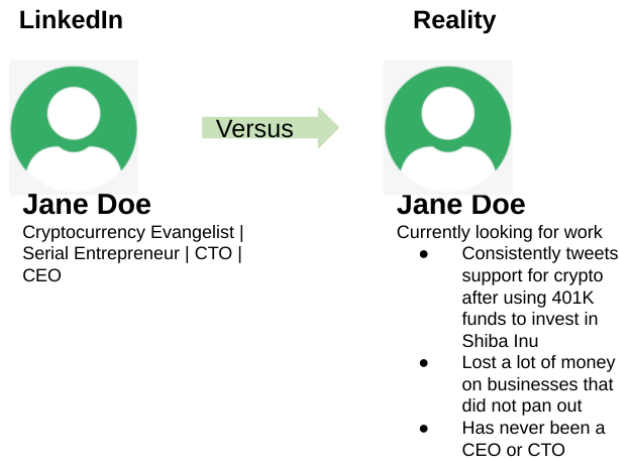 LinkedIn
Versus
Reality
Jane Doe
Cryptocurrency Evangelist |
Serial Entrepreneur | CTO |
CEO
Jane Doe
Currently looking for work
● Consistently tweets
support for crypto
after using 401K
funds to invest in
Shiba Inu
● Lost a lot of money
on businesses that
did not pan out
● Has never been a
CEO or CTO